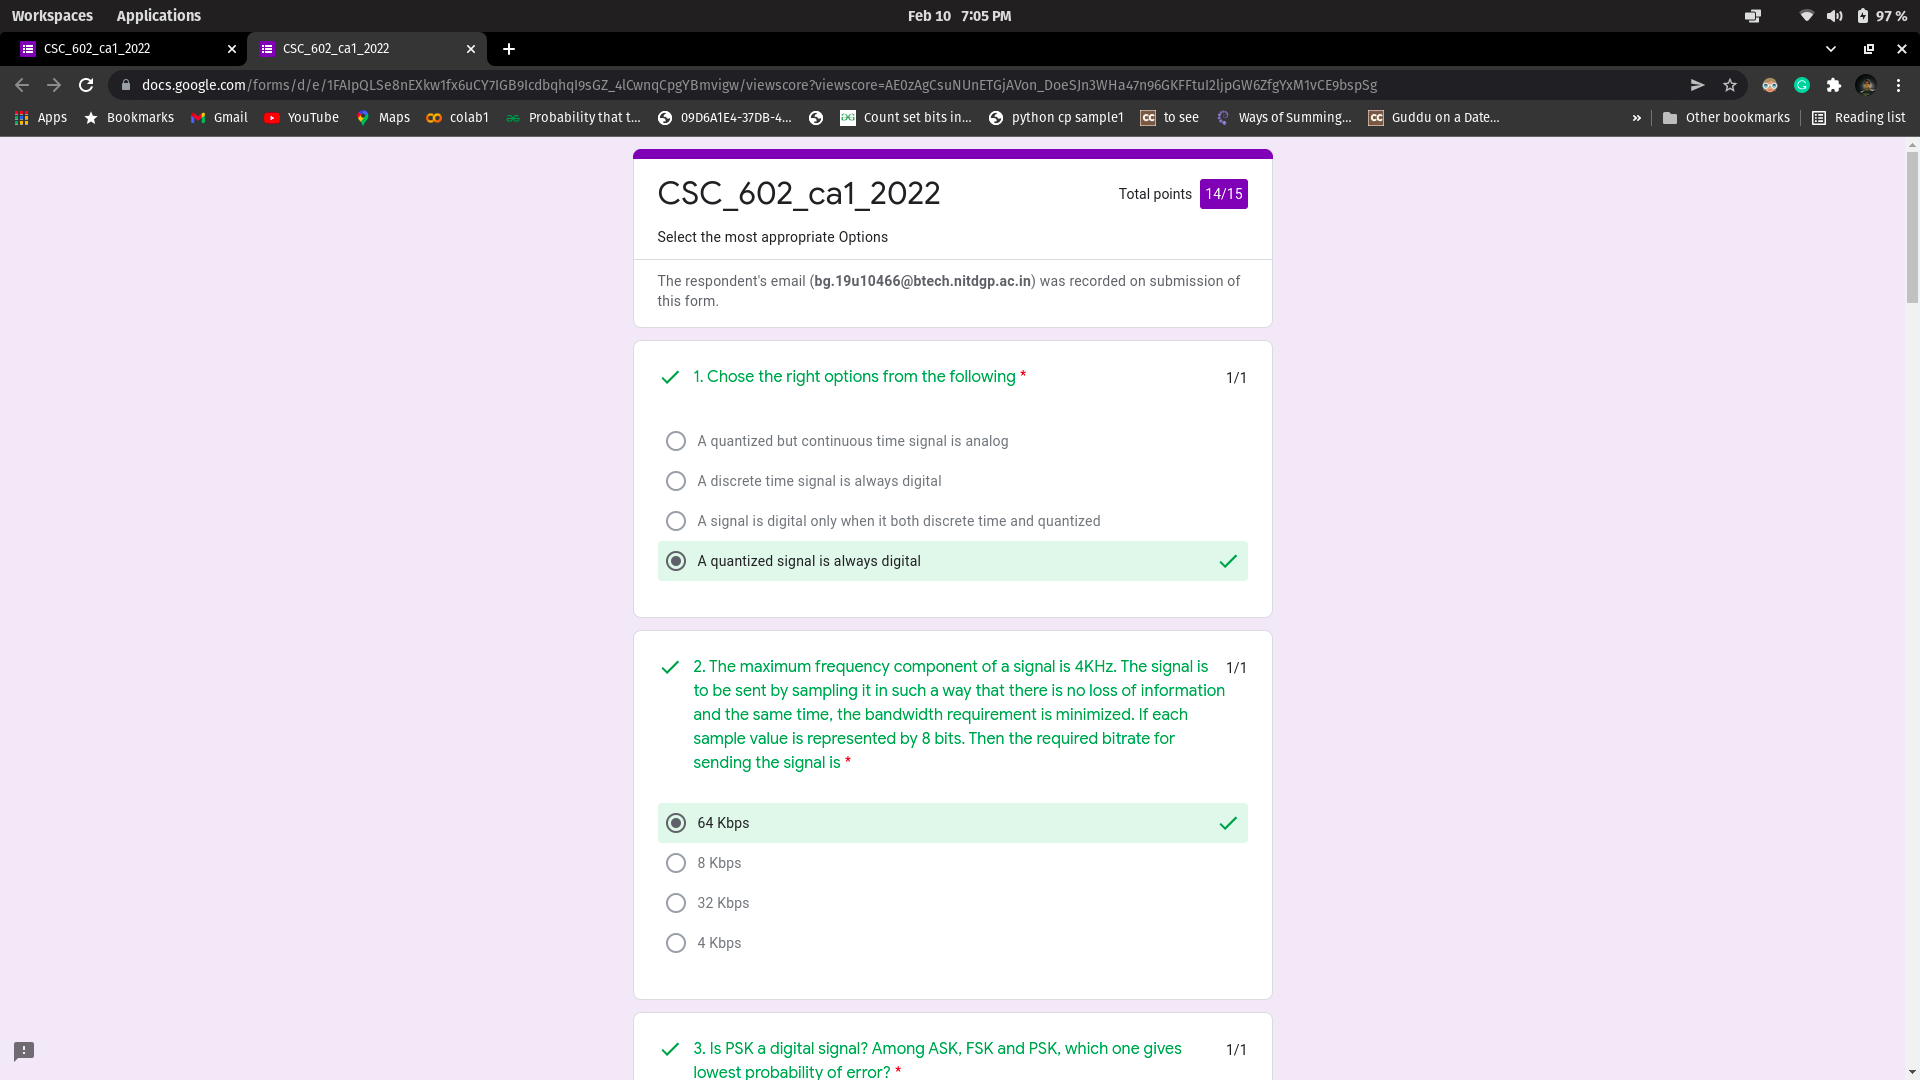 Workspaces Applications Feb 10 7:05 PM 97 %
CSC_602_ca1_2022 CSC_602_ca1_2022
docs.google.com/forms/d/e/1FAIpQLSe8nEXkw1fx6uCY7IGB9IcdbqhqI9sGZ_4lCwnqCpgYBmvigw/viewscore?viewscore=AE0zAgCsuNUnETGjAVon_DoeSJn3WHa47n96GKFFtuI2ljpGW6ZfgYxM1vCE9bspSg
Apps Bookmarks Gmail YouTube Maps colab1 Probability that t... 09D6A1E4-37DB-4... Count set bits in... python cp sample1 to see Ways of Summing... Guddu on a Date... » Other bookmarks Reading list
CSC_602_ca1_2022
Total points 14/15
Select the most appropriate Options
The respondent's email (bg.19u10466@btech.nitdgp.ac.in) was recorded on submission of
this form.
1. Chose the right options from the following * 1/1
A quantized but continuous time signal is analog
A discrete time signal is always digital
A signal is digital only when it both discrete time and quantized
A quantized signal is always digital
2. The maximum frequency component of a signal is 4KHz. The signal is 1/1
to be sent by sampling it in such a way that there is no loss of information
and the same time, the bandwidth requirement is minimized. If each
sample value is represented by 8 bits. Then the required bitrate for
sending the signal is *
64 Kbps
8 Kbps
32 Kbps
4 Kbps
3. Is PSK a digital signal? Among ASK, FSK and PSK, which one gives 1/1
lowest probability of error? *